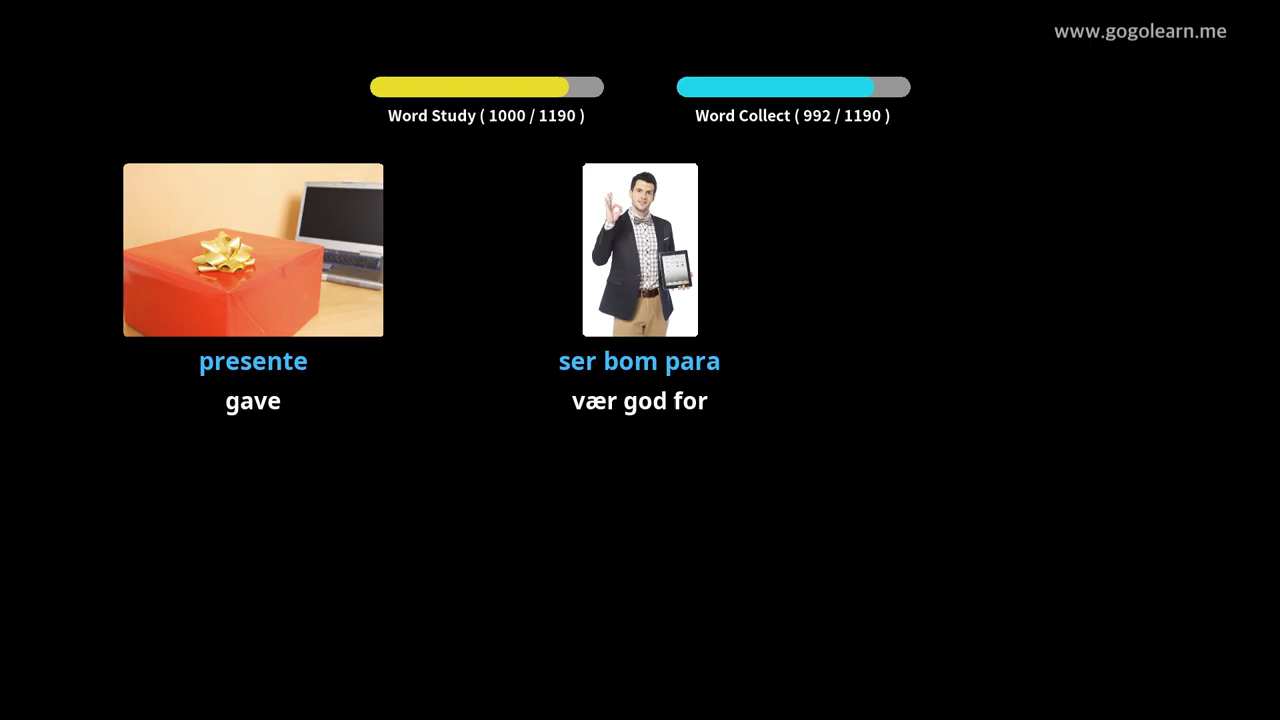 www.gogolearn.me
Word Study ( 1000 / 1190 )
Word Collect ( 992 / 1190 )
presente
gave
ser bom para
vær god for